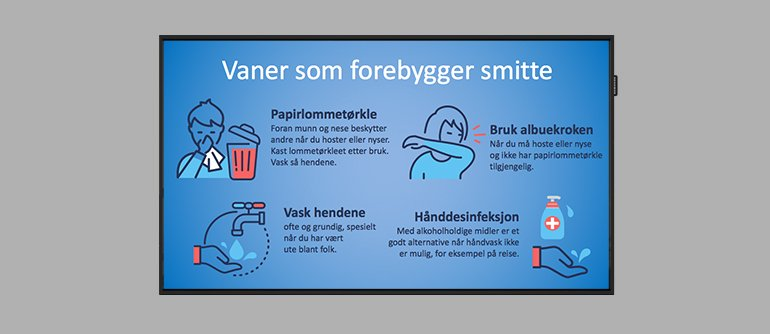 Vaner som forebygger smitte
Papirlommetørkle
Foran munn og nese beskytter
andre når du hoster eller nyser.
Kast lommetørkleet etter bruk.
Vask så hendene.
Bruk albuekroken
Når du må hoste eller nyse
og ikke har papirlommetørkle
tilgjengelig.
Vask hendene
ofte og grundig, spesielt
når du har vært
ute blant folk.
Hånddesinfeksjon
Med alkoholholdige midler er et
godt alternative når håndvask ikke
er mulig, for eksempel på reise.